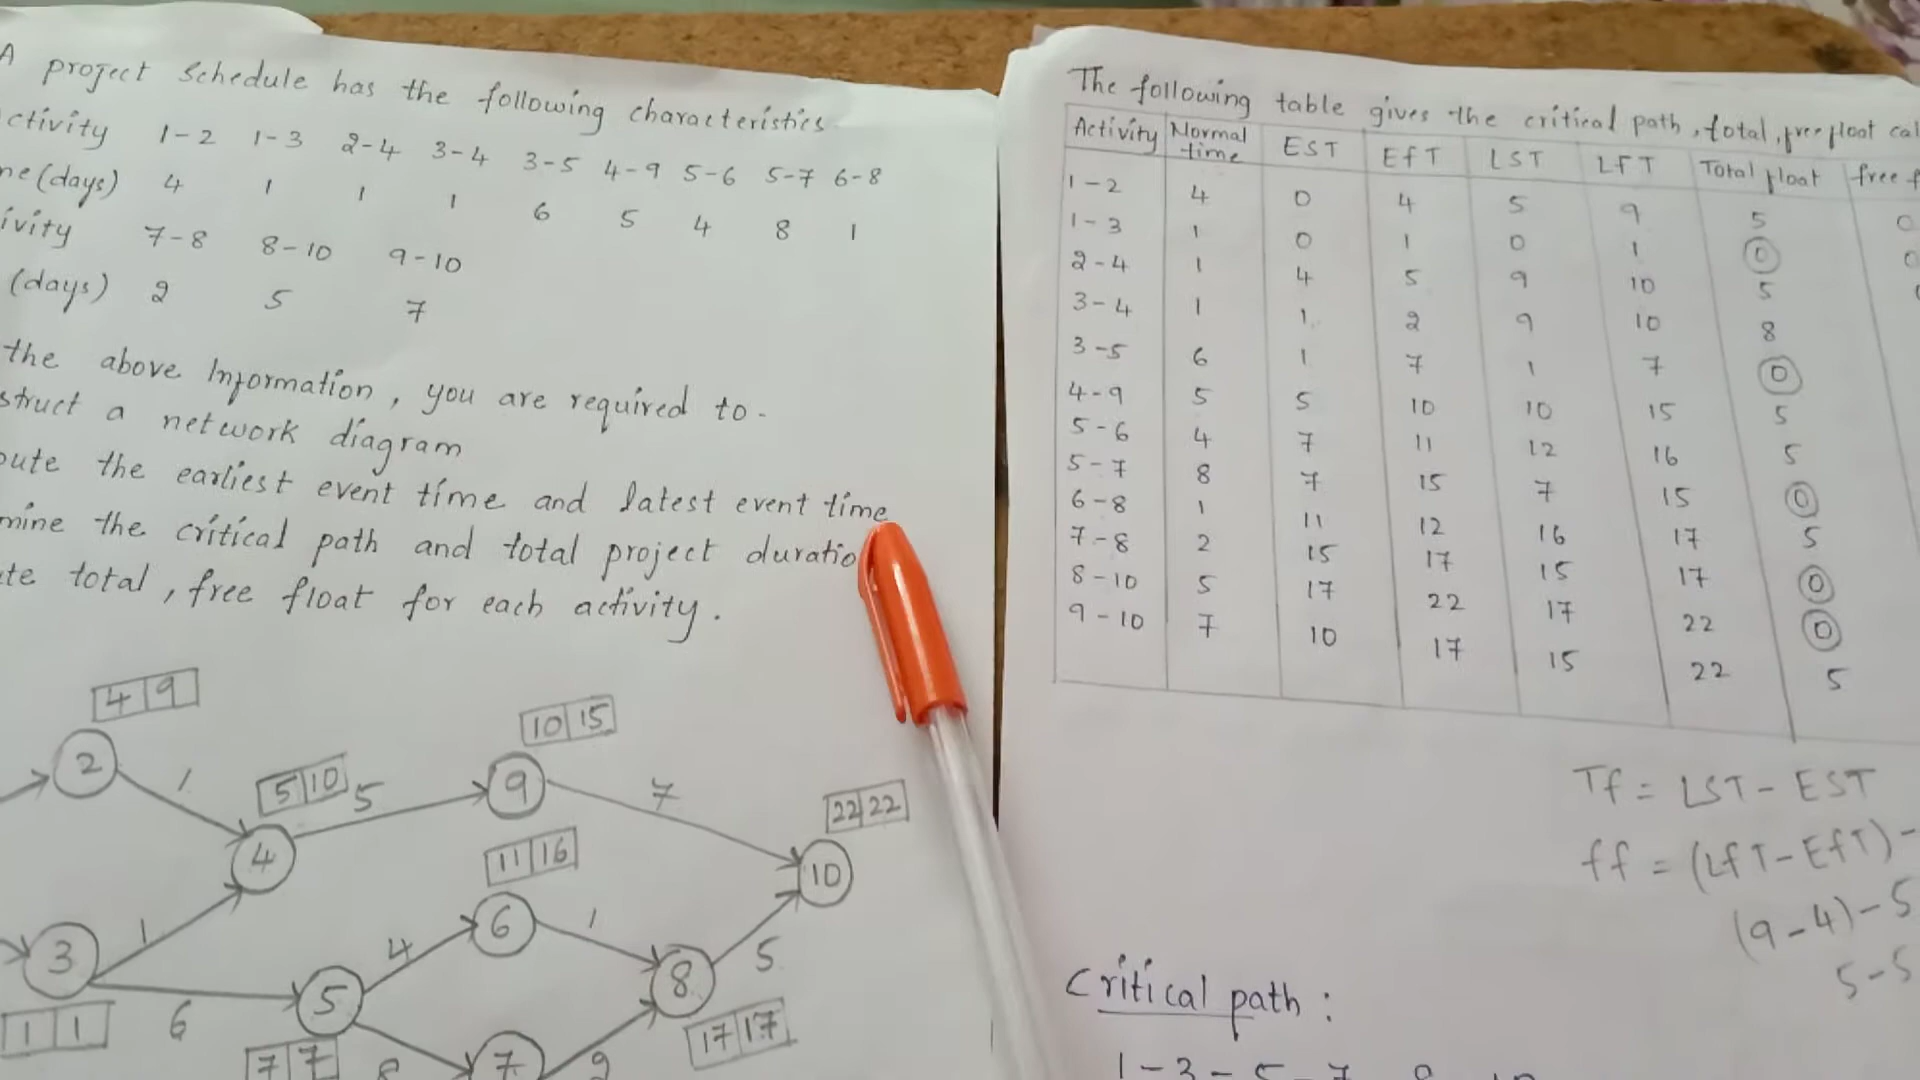 A project Schedule has the following characteristics
ctivity 1-2 1-3 2-4 3-4 3-5 4-9 5-6 5-7 6-8
me(days) 4 1 1 1 6 5 4 8 1
ivity 7-8 8-10 9-10
(days) 2 5 7
the above Information, you are required to-
struct a network diagram
oute the earliest event time and latest event time
mine the critical path and total project duratio
te total, free float for each activity.
4 9
2
1
5 10
5
4
10 15
9
7
22 22
10
11 16
6
1
3
1
4
5
8
5
1 1
6
7 7
8
7
2
17 17
The following table gives the critical path, total, free float cal
Activity Normal time EST EfT LST LFT Total float free f
1-2 4 0 4 5 9 5 0
1-3 1 0 1 0 1 0 0
2-4 1 4 5 9 10 5
3-4 1 1 2 9 10 8
3-5 6 1 7 1 7 0
4-9 5 5 10 10 15 5
5-6 4 7 11 12 16 5
5-7 8 7 15 7 15 0
6-8 1 11 12 16 17 5
7-8 2 15 17 15 17 0
8-10 5 17 22 17 22 0
9-10 7 10 17 15 22 5
Tf = LST - EST
ff = (LfT-EfT)-
(9-4)-5
5-5
Critical path:
1-3-5-7-8-10